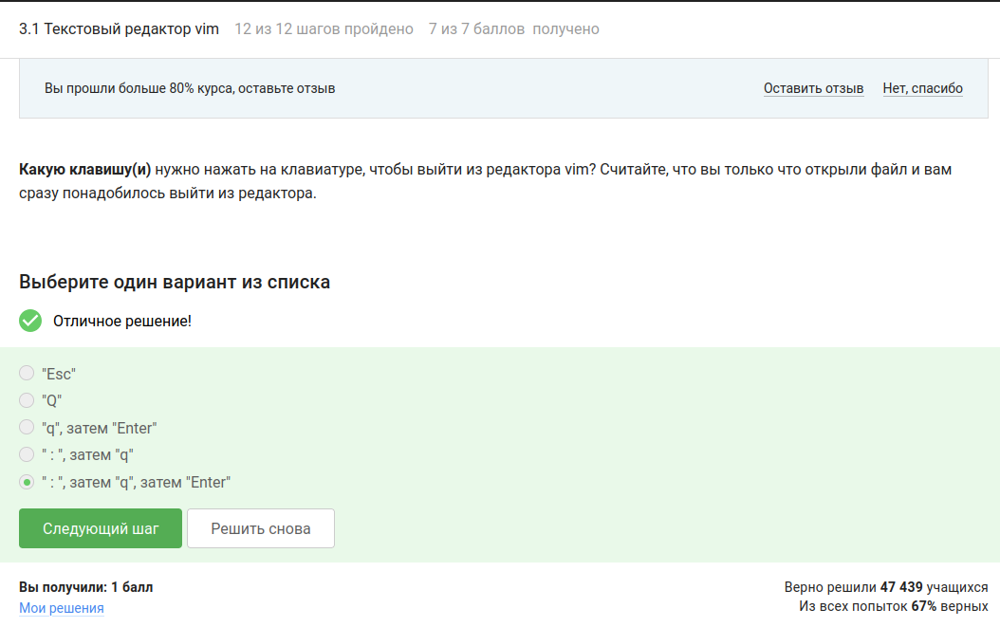 3.1 Текстовый редактор vim 12 из 12 шагов пройдено 7 из 7 баллов получено
Вы прошли больше 80% курса, оставьте отзыв Оставить отзыв Нет, спасибо
Какую клавишу(и) нужно нажать на клавиатуре, чтобы выйти из редактора vim? Считайте, что вы только что открыли файл и вам
сразу понадобилось выйти из редактора.
Выберите один вариант из списка
Отличное решение!
"Esc"
"Q"
"q", затем "Enter"
" : ", затем "q"
" : ", затем "q", затем "Enter"
Следующий шаг Решить снова
Вы получили: 1 балл
Мои решения
Верно решили 47 439 учащихся
Из всех попыток 67% верных